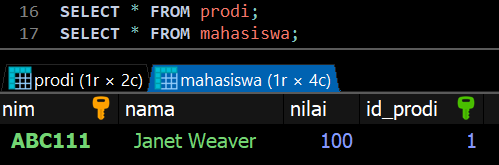 16 SELECT * FROM prodi;
17 SELECT * FROM mahasiswa;
prodi (1r × 2c) mahasiswa (1r × 4c)
nim nama nilai id_prodi
ABC111 Janet Weaver 100 1